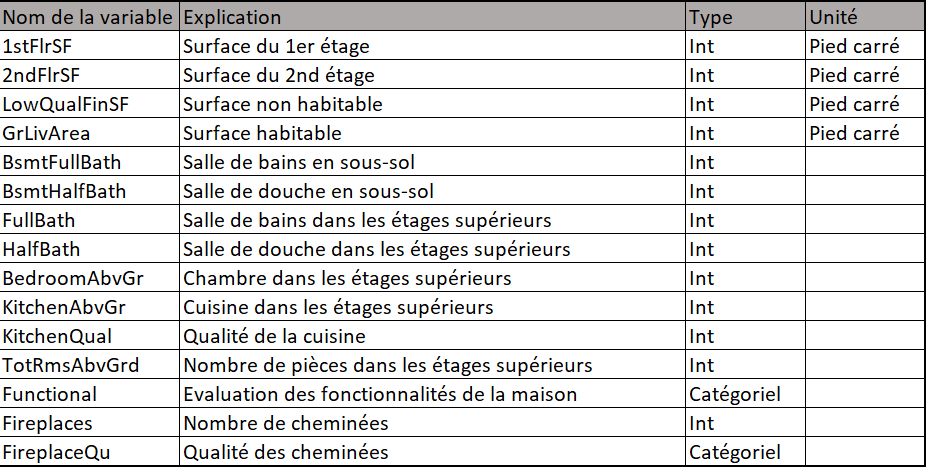 Nom de la variable Explication Type Unité
1stFlrSF Surface du 1er étage Int Pied carré
2ndFlrSF Surface du 2nd étage Int Pied carré
LowQualFinSF Surface non habitable Int Pied carré
GrLivArea Surface habitable Int Pied carré
BsmtFullBath Salle de bains en sous-sol Int
BsmtHalfBath Salle de douche en sous-sol Int
FullBath Salle de bains dans les étages supérieurs Int
HalfBath Salle de douche dans les étages supérieurs Int
BedroomAbvGr Chambre dans les étages supérieurs Int
KitchenAbvGr Cuisine dans les étages supérieurs Int
KitchenQual Qualité de la cuisine Int
TotRmsAbvGrd Nombre de pièces dans les étages supérieurs Int
Functional Evaluation des fonctionnalités de la maison Catégoriel
Fireplaces Nombre de cheminées Int
FireplaceQu Qualité des cheminées Catégoriel